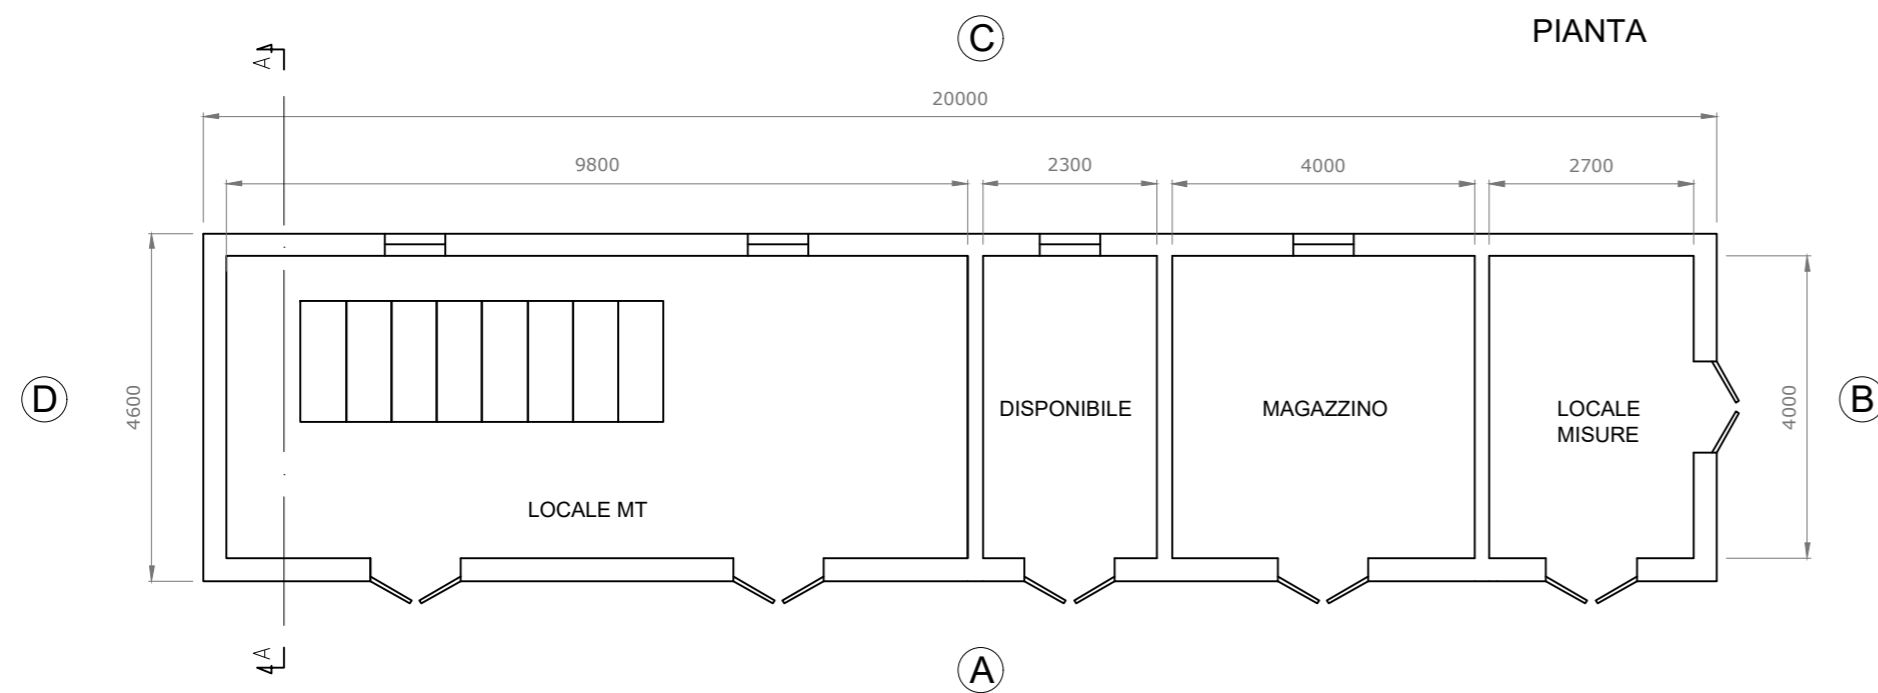 C
PIANTA
A
20000
9800
2300
4000
2700
D
4600
DISPONIBILE
MAGAZZINO
LOCALE
MISURE
4000
B
LOCALE MT
A
A